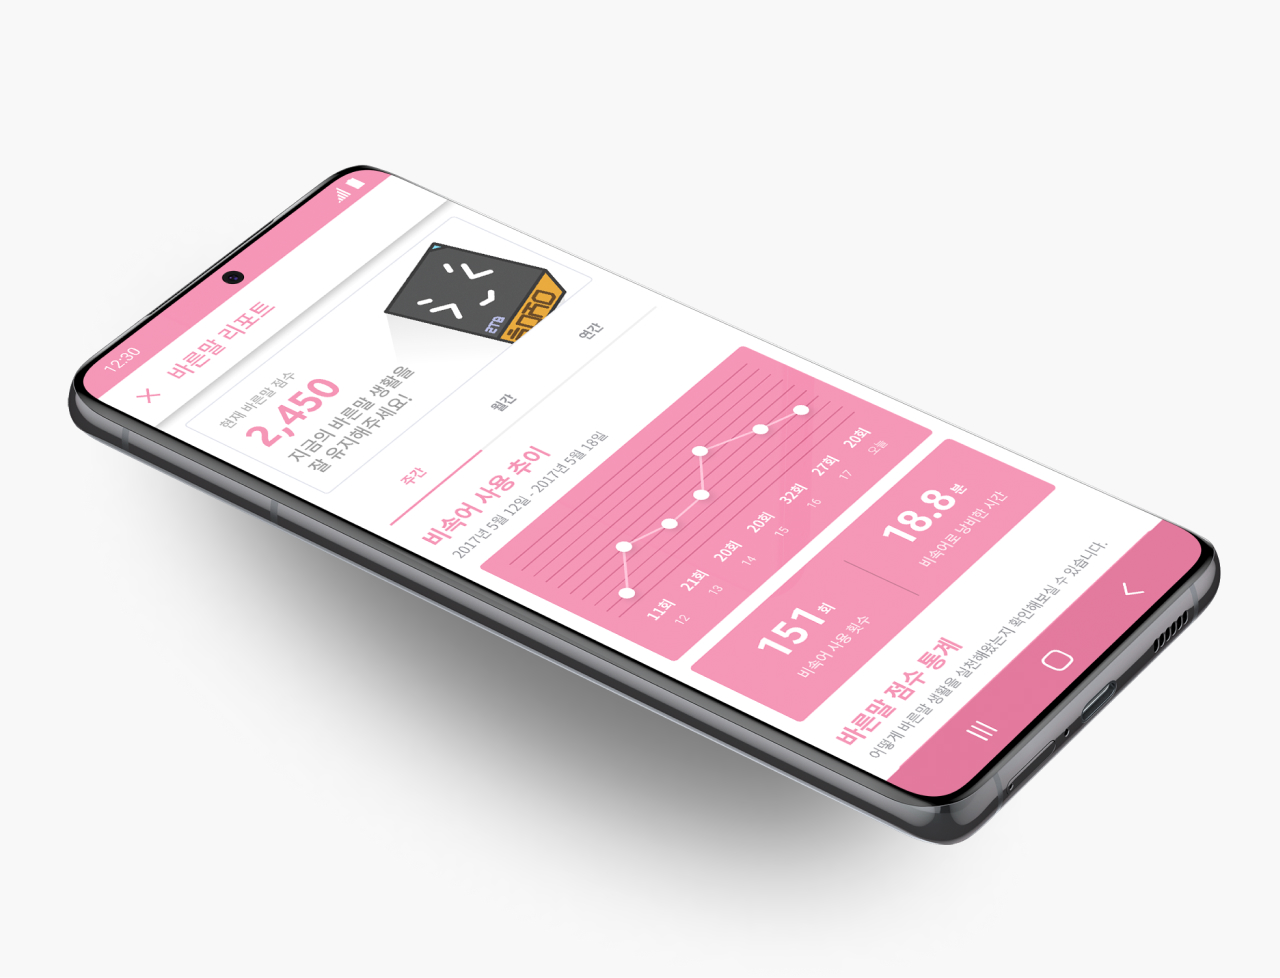 12:30
바른말 리포트
현재 바른말 점수
2,450
지금의 바른말 생활을
잘 유지해주세요!
주간
월간
연간
비속어 사용 추이
2017년 5월 12일 - 2017년 5월 18일
11회 21회 20회 20회 32회 27회 20회
12 13 14 15 16 17 오늘
151회
비속어 사용 횟수
18.8분
비속어로 낭비한 시간
바른말 점수 통계
어떻게 바른말 생활을 실천해왔는지 확인해보실 수 있습니다.